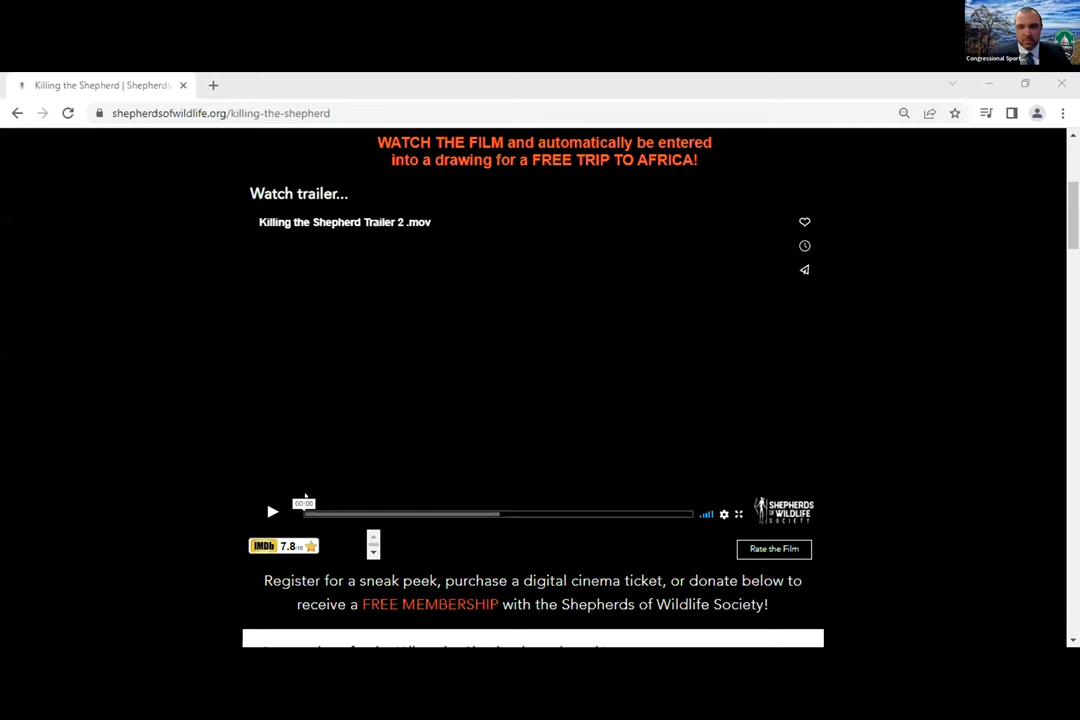 Congressional Sport...
Killing the Shepherd | Shepherds
shepherdsofwildlife.org/killing-the-shepherd
WATCH THE FILM and automatically be entered
into a drawing for a FREE TRIP TO AFRICA!
Watch trailer...
Killing the Shepherd Trailer 2 .mov
00:00
SHEPHERDS
OF WILDLIFE
SOCIETY
IMDb 7.8/10
Rate the Film
Register for a sneak peek, purchase a digital cinema ticket, or donate below to
receive a FREE MEMBERSHIP with the Shepherds of Wildlife Society!